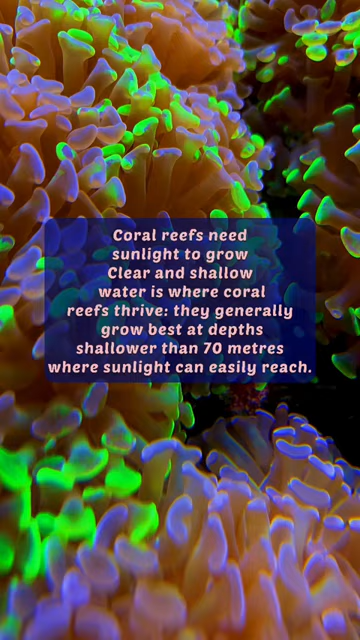 Coral reefs need
sunlight to grow
Clear and shallow
water is where coral
reefs thrive: they generally
grow best at depths
shallower than 70 metres
where sunlight can easily reach.